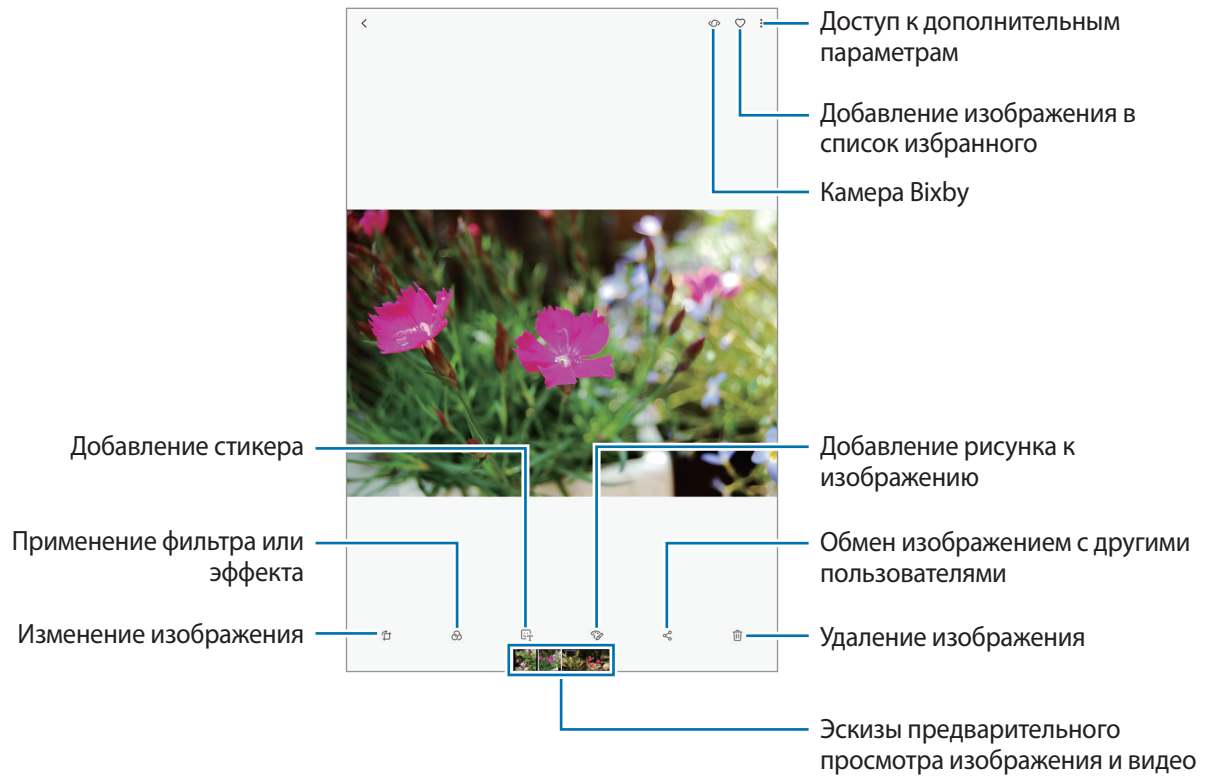 Доступ к дополнительным
параметрам
Добавление изображения в
список избранного
Камера Bixby
Добавление стикера
Добавление рисунка к
изображению
Применение фильтра или
эффекта
Обмен изображением с другими
пользователями
Изменение изображения
Удаление изображения
Эскизы предварительного
просмотра изображения и видео